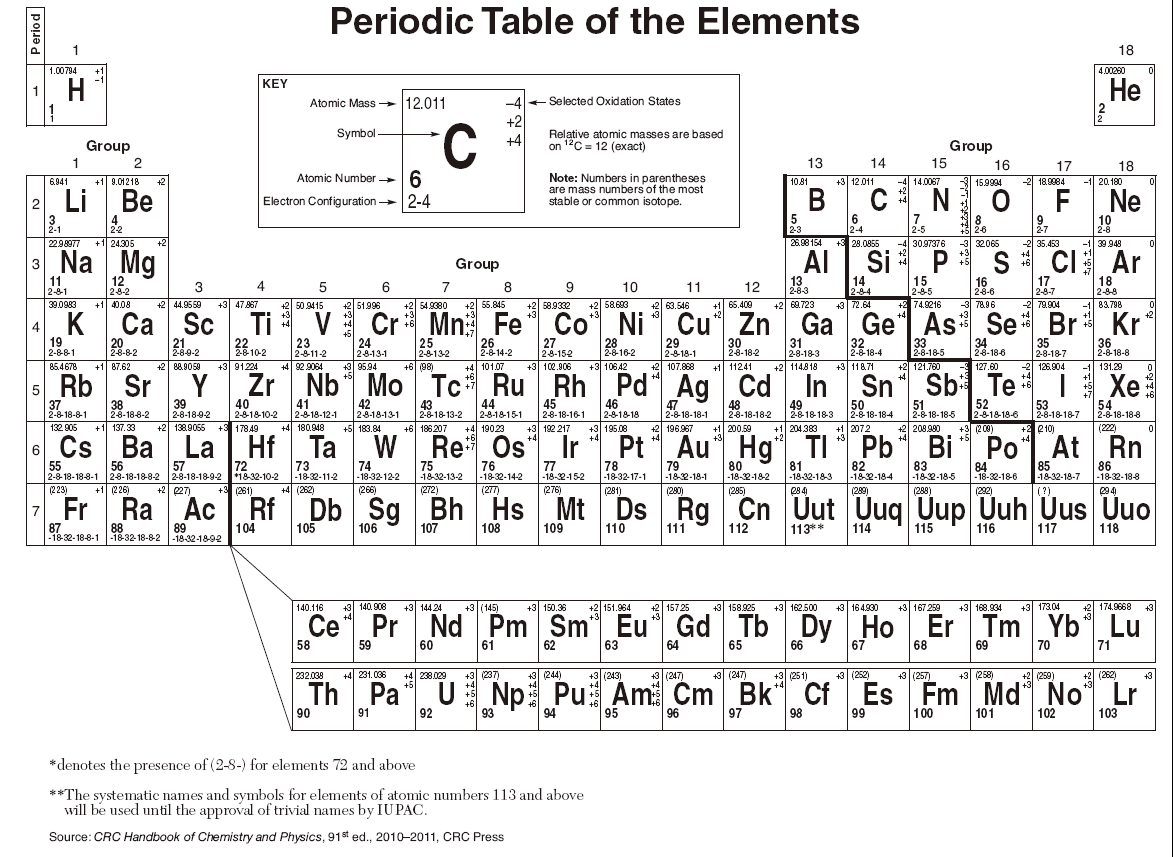 Periodic Table of the Elements
Period
1 18
1
1.00794 +1 −1
H
1
1
KEY
Atomic Mass 12.011 −4 Selected Oxidation States
+2
+4
Symbol C
Relative atomic masses are based
on ¹²C = 12 (exact)
Atomic Number 6
Electron Configuration 2-4
Note: Numbers in parentheses
are mass numbers of the most
stable or common isotope.
4.00260 0
He
2
2
Group
1 2
Group
13 14 15 16 17 18
2
6.941 +1 9.01218 +2 10.81 +3 12.011 −4 +2 +4 14.0067 15.9994 −2 18.9984 −1 20.180 0
Li Be B C N O F Ne
3 4 5 6 7 8 9 10
2-1 2-2 2-3 2-4 2-5 2-6 2-7 2-8
3
22.98977 +1 24.305 +2 26.98154 +3 28.0855 −4 +2 +4 30.97376 −3 +3 +5 32.065 −2 +4 +6 35.453 −1 +1 +5 +7 39.948 0
Na Mg Al Si P S Cl Ar
11 12 13 14 15 16 17 18
2-8-1 2-8-2 2-8-3 2-8-4 2-8-5 2-8-6 2-8-7 2-8-8
Group
3 4 5 6 7 8 9 10 11 12
4
39.0983 +1 40.08 +2 44.9559 +3 47.867 +2 +3 +4 50.9415 +2 +3 +4 +5 51.996 +2 +3 +6 54.9380 +2 +3 +4 +7 55.845 +2 +3 58.9332 +2 +3 58.693 +2 +3 63.546 +1 +2 65.409 +2 69.723 +3 72.64 +2 +4 74.9216 −3 +3 +5 78.96 −2 +4 +6 79.904 −1 +1 +5 83.798 0 +2
K Ca Sc Ti V Cr Mn Fe Co Ni Cu Zn Ga Ge As Se Br Kr
19 20 21 22 23 24 25 26 27 28 29 30 31 32 33 34 35 36
2-8-8-1 2-8-8-2 2-8-9-2 2-8-10-2 2-8-11-2 2-8-13-1 2-8-13-2 2-8-14-2 2-8-15-2 2-8-16-2 2-8-18-1 2-8-18-2 2-8-18-3 2-8-18-4 2-8-18-5 2-8-18-6 2-8-18-7 2-8-18-8
5
85.4678 +1 87.62 +2 88.9059 +3 91.224 +4 92.9064 +3 +5 95.94 +6 (98) +4 +6 +7 101.07 +3 102.906 +3 106.42 +2 +4 107.868 +1 112.41 +2 114.818 +3 118.71 +2 +4 121.760 −3 +3 +5 127.60 −2 +4 +6 126.904 −1 +1 +5 +7 131.29 0 +2 +4 +6
Rb Sr Y Zr Nb Mo Tc Ru Rh Pd Ag Cd In Sn Sb Te I Xe
37 38 39 40 41 42 43 44 45 46 47 48 49 50 51 52 53 54
2-8-18-8-1 2-8-18-8-2 2-8-18-9-2 2-8-18-10-2 2-8-18-12-1 2-8-18-13-1 2-8-18-13-2 2-8-18-15-1 2-8-18-16-1 2-8-18-18 2-8-18-18-1 2-8-18-18-2 2-8-18-18-3 2-8-18-18-4 2-8-18-18-5 2-8-18-18-6 2-8-18-18-7 2-8-18-18-8
6
132.905 +1 137.33 +2 138.9055 +3 178.49 +4 180.948 +5 183.84 +6 186.207 +4 +6 +7 190.23 +3 +4 192.217 +3 +4 195.08 +2 +4 196.967 +1 +3 200.59 +1 +2 204.383 +1 +3 207.2 +2 +4 208.980 +3 +5 (209) +2 +4 (210) (222) 0
Cs Ba La Hf Ta W Re Os Ir Pt Au Hg Tl Pb Bi Po At Rn
55 56 57 72 73 74 75 76 77 78 79 80 81 82 83 84 85 86
2-8-18-18-8-1 2-8-18-18-8-2 2-8-18-18-9-2 *18-32-10-2 -18-32-11-2 -18-32-12-2 -18-32-13-2 -18-32-14-2 -18-32-15-2 -18-32-17-1 -18-32-18-1 -18-32-18-2 -18-32-18-3 -18-32-18-4 -18-32-18-5 -18-32-18-6 -18-32-18-7 -18-32-18-8
7
(223) +1 (226) +2 (227) +3 (261) +4 (262) (266) (272) (277) (276) (281) (280) (285) (284) (289) (288) (292) (?) (294)
Fr Ra Ac Rf Db Sg Bh Hs Mt Ds Rg Cn Uut Uuq Uup Uuh Uus Uuo
87 88 89 104 105 106 107 108 109 110 111 112 113** 114 115 116 117 118
-18-32-18-8-1 -18-32-18-8-2 -18-32-18-9-2
140.116 +3 +4 140.908 +3 144.24 +3 (145) +3 150.36 +2 +3 151.964 +2 +3 157.25 +3 158.925 +3 162.500 +3 164.930 +3 167.259 +3 168.934 +3 173.04 +2 +3 174.9668 +3
Ce Pr Nd Pm Sm Eu Gd Tb Dy Ho Er Tm Yb Lu
58 59 60 61 62 63 64 65 66 67 68 69 70 71
232.038 +4 231.036 +4 +5 238.029 +3 +4 +5 +6 (237) +3 +4 +5 +6 (244) +3 +4 +5 +6 (243) +3 +4 +5 +6 (247) +3 (247) +3 +4 (251) +3 (252) +3 (257) +3 (258) +2 +3 (259) +2 +3 (262) +3
Th Pa U Np Pu Am Cm Bk Cf Es Fm Md No Lr
90 91 92 93 94 95 96 97 98 99 100 101 102 103
*denotes the presence of (2-8-) for elements 72 and above
**The systematic names and symbols for elements of atomic numbers 113 and above
will be used until the approval of trivial names by IUPAC.
Source: CRC Handbook of Chemistry and Physics, 91st ed., 2010–2011, CRC Press